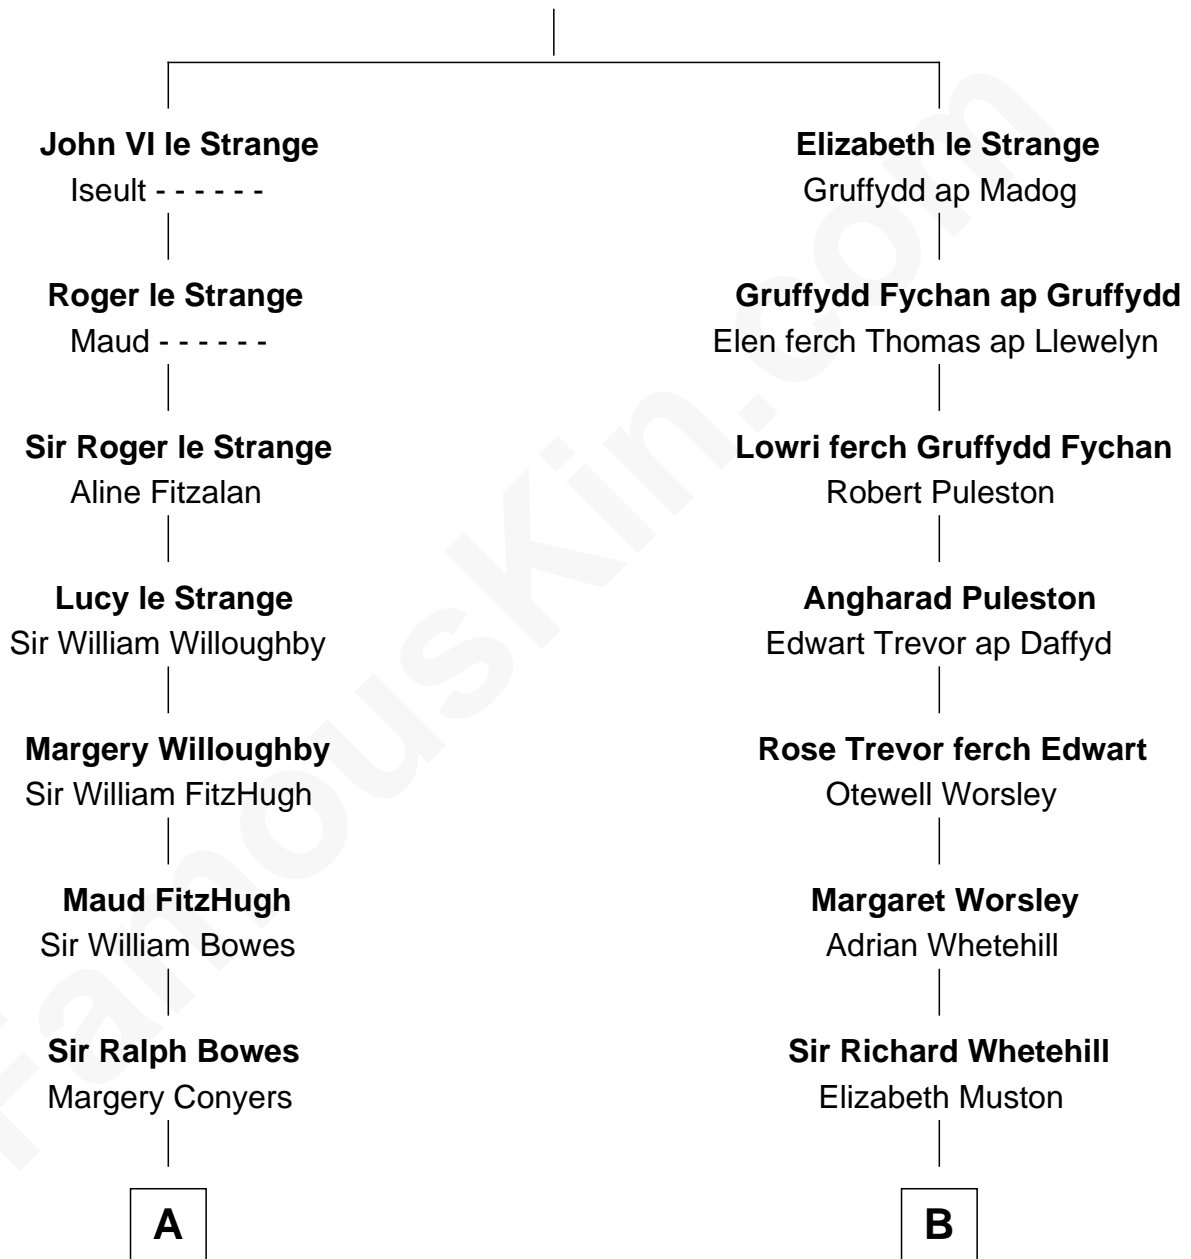 John VI le Strange
Iseult - - - - - -
Roger le Strange
Maud - - - - - -
Sir Roger le Strange
Aline Fitzalan
Lucy le Strange
Sir William Willoughby
Margery Willoughby
Sir William FitzHugh
Maud FitzHugh
Sir William Bowes
Sir Ralph Bowes
Margery Conyers
A
Elizabeth le Strange
Gruffydd ap Madog
Gruffydd Fychan ap Gruffydd
Elen ferch Thomas ap Llewelyn
Lowri ferch Gruffydd Fychan
Robert Puleston
Angharad Puleston
Edwart Trevor ap Daffyd
Rose Trevor ferch Edwart
Otewell Worsley
Margaret Worsley
Adrian Whetehill
Sir Richard Whetehill
Elizabeth Muston
B
FamousKin.com